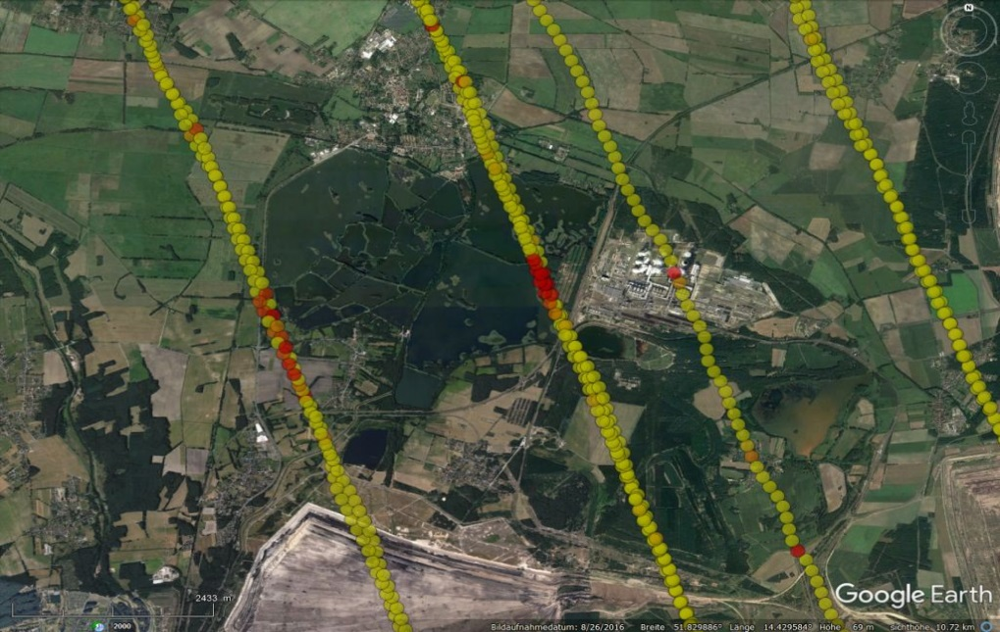 N
2433 m
2000
Google Earth
Bildaufnahmedatum: 8/26/2016 Breite 51.829886° Länge 14.429584° Höhe 69 m sichthöhe 10.72 km